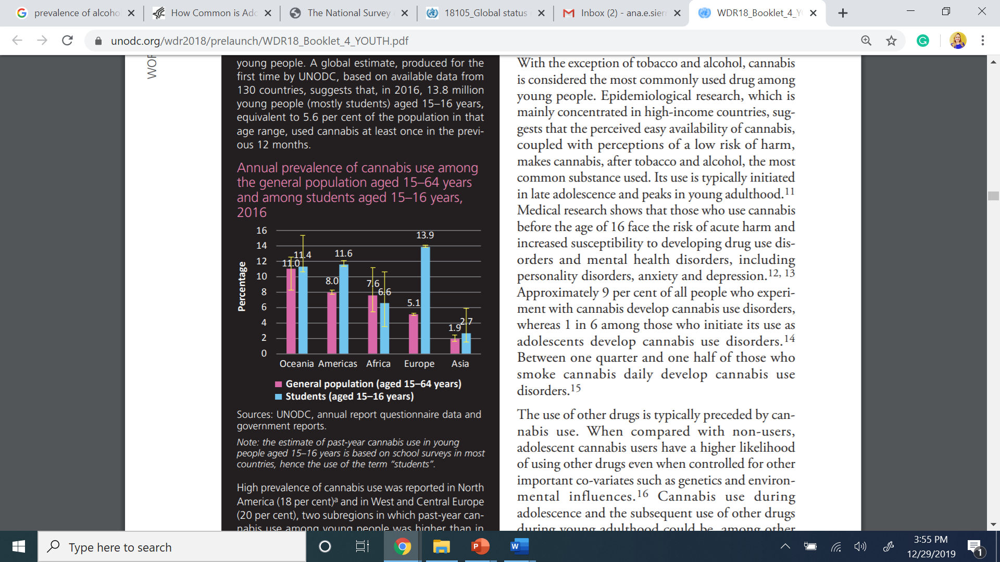 prevalence of alcoho
How Common is Add
The National Survey
18105_Global status
Inbox (2) - ana.e.sier
WDR18_Booklet_4_Y
unodc.org/wdr2018/prelaunch/WDR18_Booklet_4_YOUTH.pdf
WOR
young people. A global estimate, produced for the
first time by UNODC, based on available data from
130 countries, suggests that, in 2016, 13.8 million
young people (mostly students) aged 15–16 years,
equivalent to 5.6 per cent of the population in that
age range, used cannabis at least once in the previ-
ous 12 months.
Annual prevalence of cannabis use among
the general population aged 15–64 years
and among students aged 15–16 years,
2016
Percentage
16
14
12
10
8
6
4
2
0
11.0
11.4
8.0
11.6
7.6
6.6
5.1
13.9
1.9
2.7
Oceania Americas Africa Europe Asia
General population (aged 15–64 years)
Students (aged 15–16 years)
Sources: UNODC, annual report questionnaire data and
government reports.
Note: the estimate of past-year cannabis use in young
people aged 15–16 years is based on school surveys in most
countries, hence the use of the term “students”.
High prevalence of cannabis use was reported in North
America (18 per cent)a and in West and Central Europe
(20 per cent), two subregions in which past-year can-
nabis use among young people was higher than in
With the exception of tobacco and alcohol, cannabis
is considered the most commonly used drug among
young people. Epidemiological research, which is
mainly concentrated in high-income countries, sug-
gests that the perceived easy availability of cannabis,
coupled with perceptions of a low risk of harm,
makes cannabis, after tobacco and alcohol, the most
common substance used. Its use is typically initiated
in late adolescence and peaks in young adulthood.11
Medical research shows that those who use cannabis
before the age of 16 face the risk of acute harm and
increased susceptibility to developing drug use dis-
orders and mental health disorders, including
personality disorders, anxiety and depression.12, 13
Approximately 9 per cent of all people who experi-
ment with cannabis develop cannabis use disorders,
whereas 1 in 6 among those who initiate its use as
adolescents develop cannabis use disorders.14
Between one quarter and one half of those who
smoke cannabis daily develop cannabis use
disorders.15
The use of other drugs is typically preceded by can-
nabis use. When compared with non-users,
adolescent cannabis users have a higher likelihood
of using other drugs even when controlled for other
important co-variates such as genetics and environ-
mental influences.16 Cannabis use during
adolescence and the subsequent use of other drugs
during young adulthood could be, among other
Type here to search
3:55 PM
12/29/2019
1